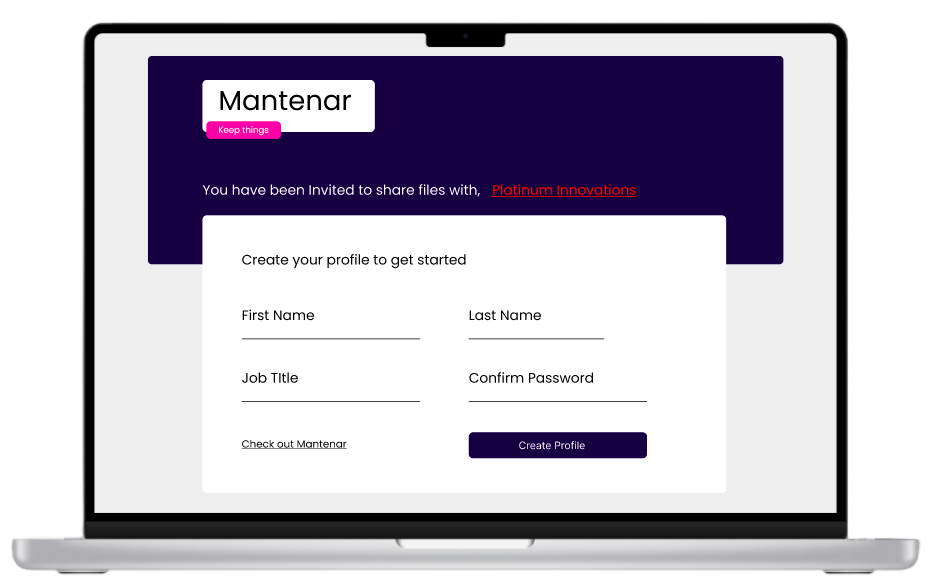 Mantenar
Keep things
You have been Invited to share files with, Platinum Innovations
Create your profile to get started
First Name Last Name
Job TItle Confirm Password
Check out Mantenar Create Profile